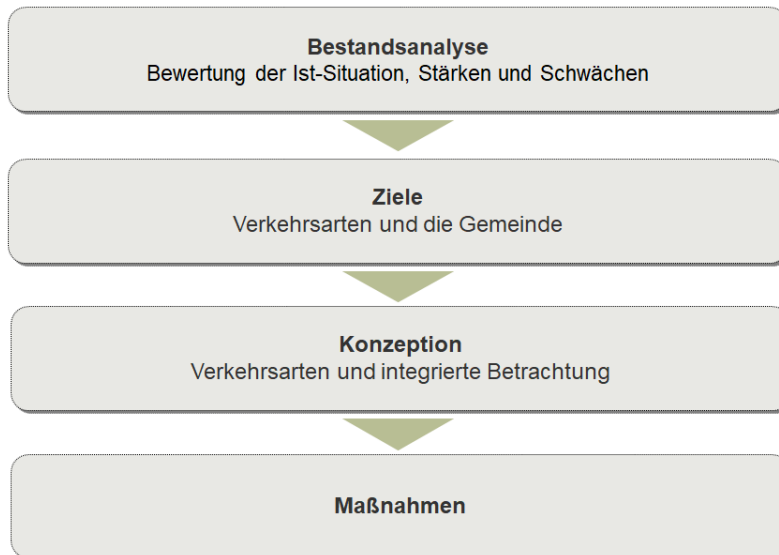 Bestandsanalyse
Bewertung der Ist-Situation, Stärken und Schwächen
Ziele
Verkehrsarten und die Gemeinde
Konzeption
Verkehrsarten und integrierte Betrachtung
Maßnahmen